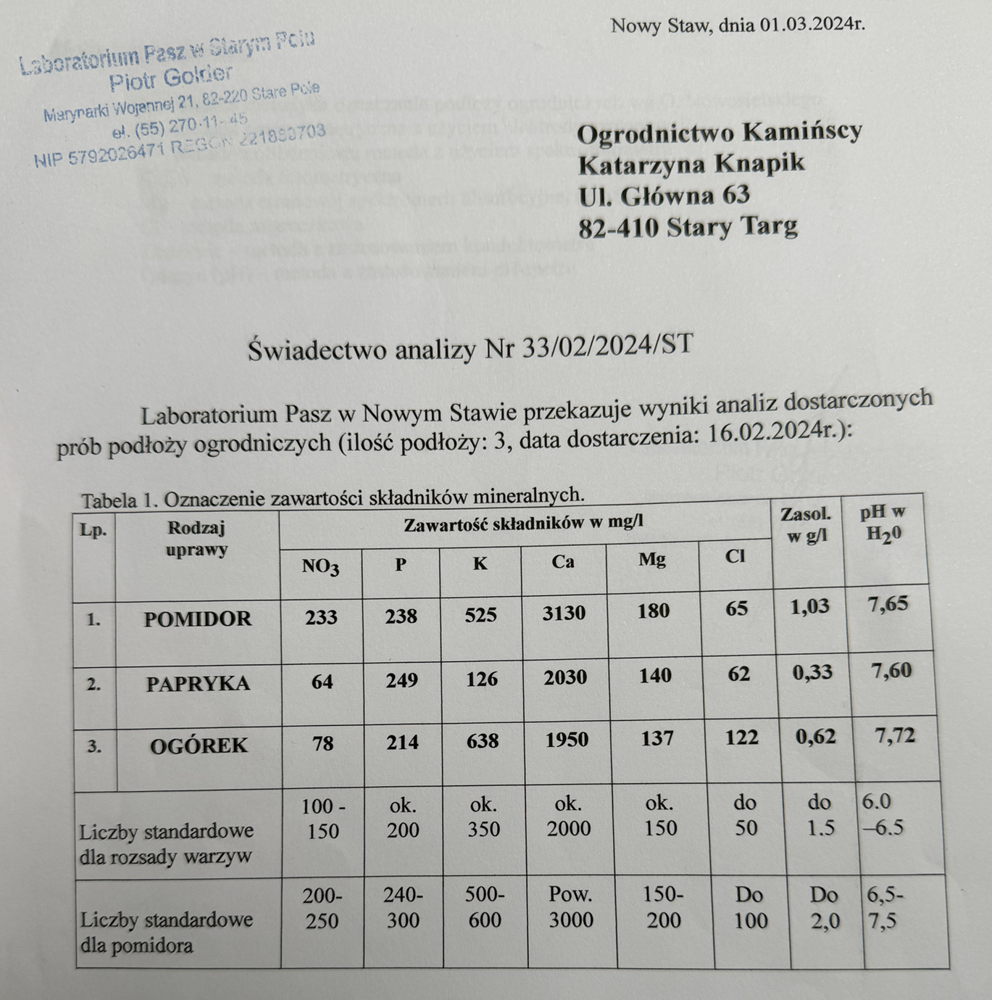 Nowy Staw, dnia 01.03.2024r.
Laboratorium Pasz w Starym Polu
Piotr Golder
Marynarki Wojennej 21, 82-220 Stare Pole
el. (55) 270-11- 45
NIP 5792026471 REGON
Ogrodnictwo Kamińscy
Katarzyna Knapik
Ul. Główna 63
82-410 Stary Targ
Świadectwo analizy Nr 33/02/2024/ST
Laboratorium Pasz w Nowym Stawie przekazuje wyniki analiz dostarczonych
prób podłoży ogrodniczych (ilość podłoży: 3, data dostarczenia: 16.02.2024r.):
Tabela 1. Oznaczenie zawartości składników mineralnych.
Lp. Rodzaj uprawy Zawartość składników w mg/l Zasol. w g/l pH w H20
NO3 P K Ca Mg Cl
1. POMIDOR 233 238 525 3130 180 65 1,03 7,65
2. PAPRYKA 64 249 126 2030 140 62 0,33 7,60
3. OGÓREK 78 214 638 1950 137 122 0,62 7,72
Liczby standardowe dla rozsady warzyw 100 - 150 ok. 200 ok. 350 ok. 2000 ok. 150 do 50 do 1.5 6.0 –6.5
Liczby standardowe dla pomidora 200- 250 240- 300 500- 600 Pow. 3000 150- 200 Do 100 Do 2,0 6,5- 7,5